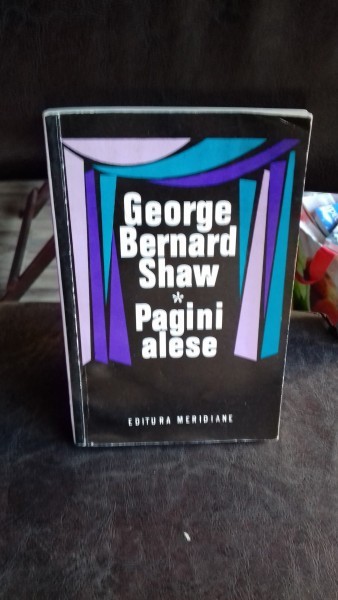 George
Bernard
Shaw
*
Pagini
alese
EDITURA MERIDIANE